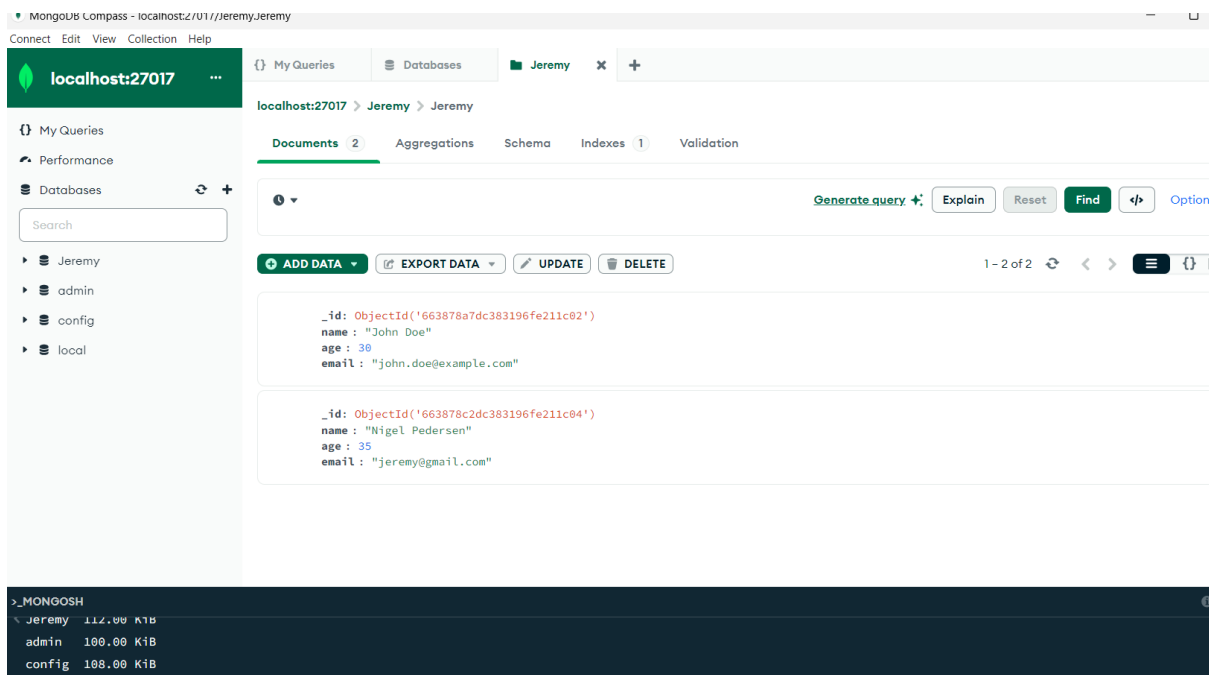 MongoDB Compass - localhost:27017//Jeremy.Jeremy
Connect Edit View Collection Help
localhost:27017 ...
{} My Queries
Performance
Databases
Search
Jeremy
admin
config
local
{} My Queries Databases Jeremy
localhost:27017 > Jeremy > Jeremy
Documents 2 Aggregations Schema Indexes 1 Validation
Generate query Explain Reset Find </> Option
ADD DATA EXPORT DATA UPDATE DELETE 1 – 2 of 2 {}
_id: ObjectId('663878a7dc383196fe211c02')
name : "John Doe"
age : 30
email : "john.doe@example.com"
_id: ObjectId('663878c2dc383196fe211c04')
name : "Nigel Pedersen"
age : 35
email : "jeremy@gmail.com"
>_MONGOSH
< Jeremy 112.00 KiB
admin 100.00 KiB
config 108.00 KiB